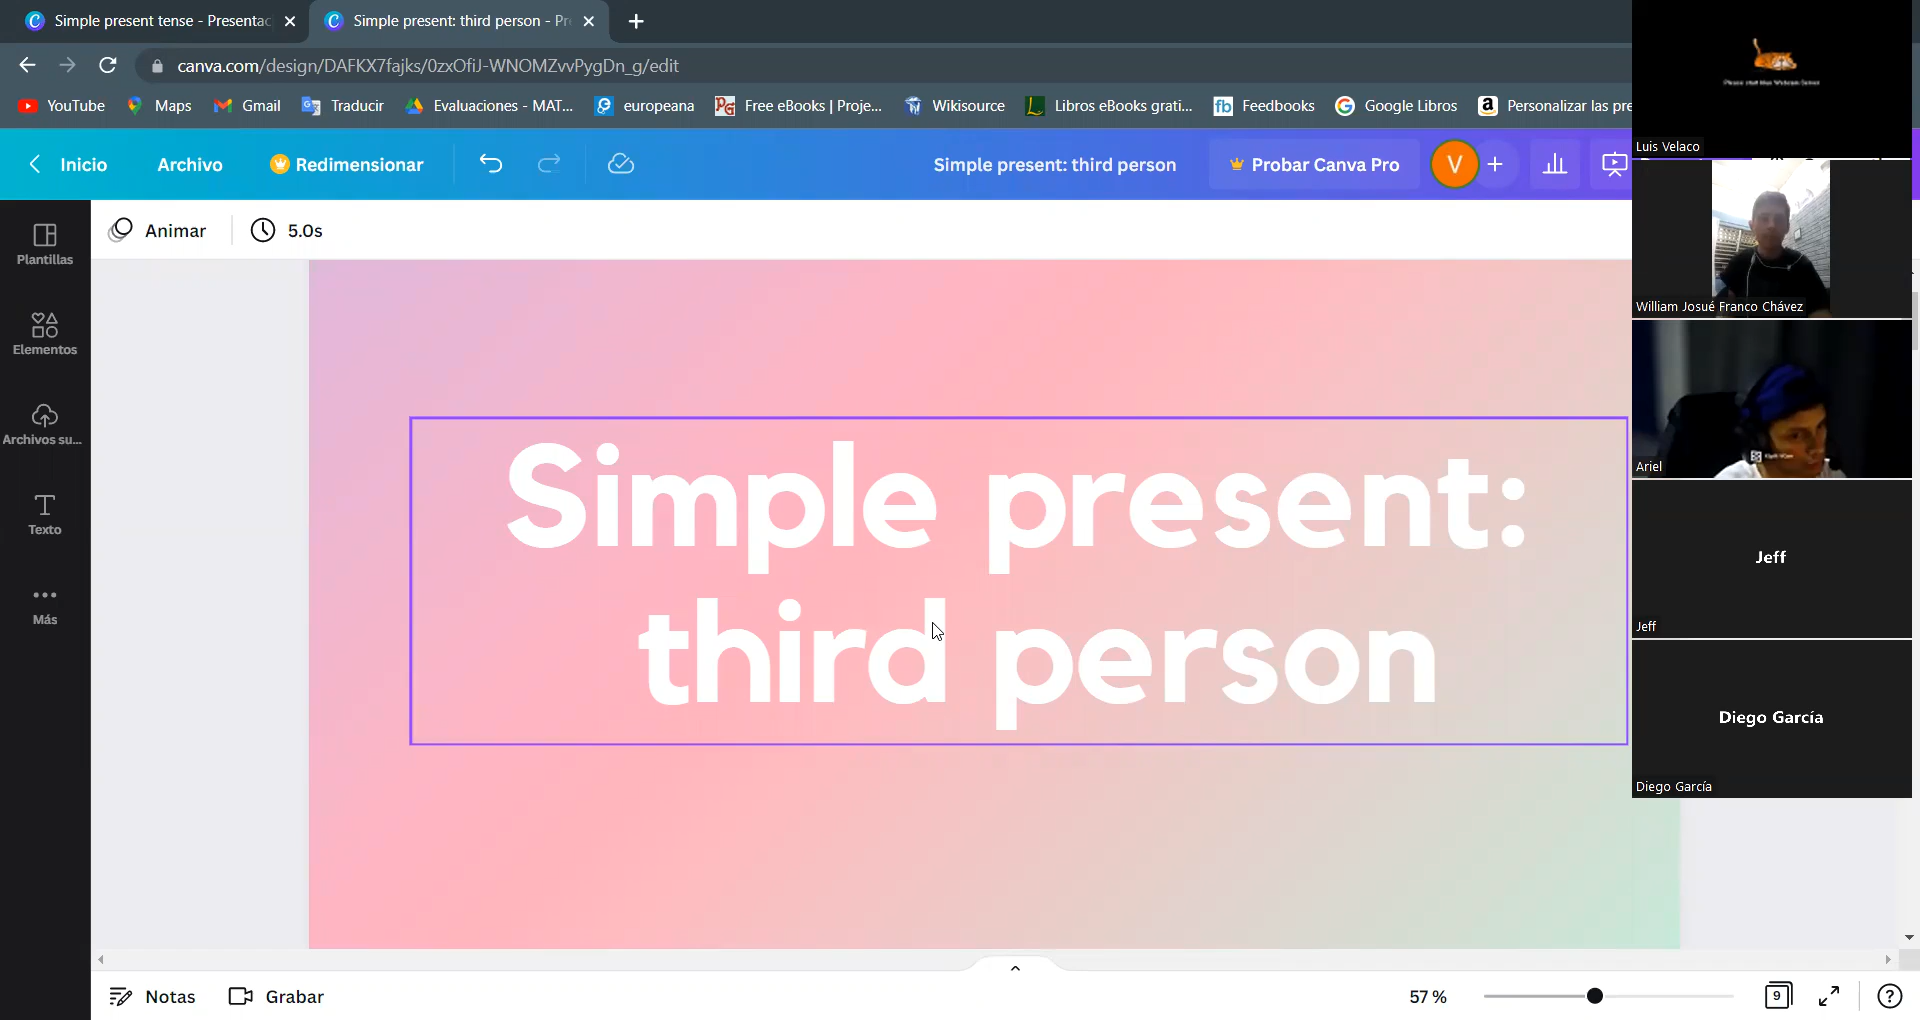 Simple present tense - Presentac
Simple present: third person - Pr
canva.com/design/DAFKX7fajks/0zxOfiJ-WNOMZvvPygDn_g/edit
YouTube
Maps
Gmail
Traducir
Evaluaciones - MAT...
europeana
Free eBooks | Proje...
Wikisource
Libros eBooks grati...
Feedbooks
Google Libros
Personalizar las pre
Inicio
Archivo
Redimensionar
Simple present: third person
Probar Canva Pro
V
Animar
5.0s
Plantillas
Elementos
Archivos su...
Texto
Más
Simple present:
third person
Luis Velaco
William Josué Franco Chávez
Ariel
Jeff
Jeff
Diego García
Diego García
Notas
Grabar
57 %
9